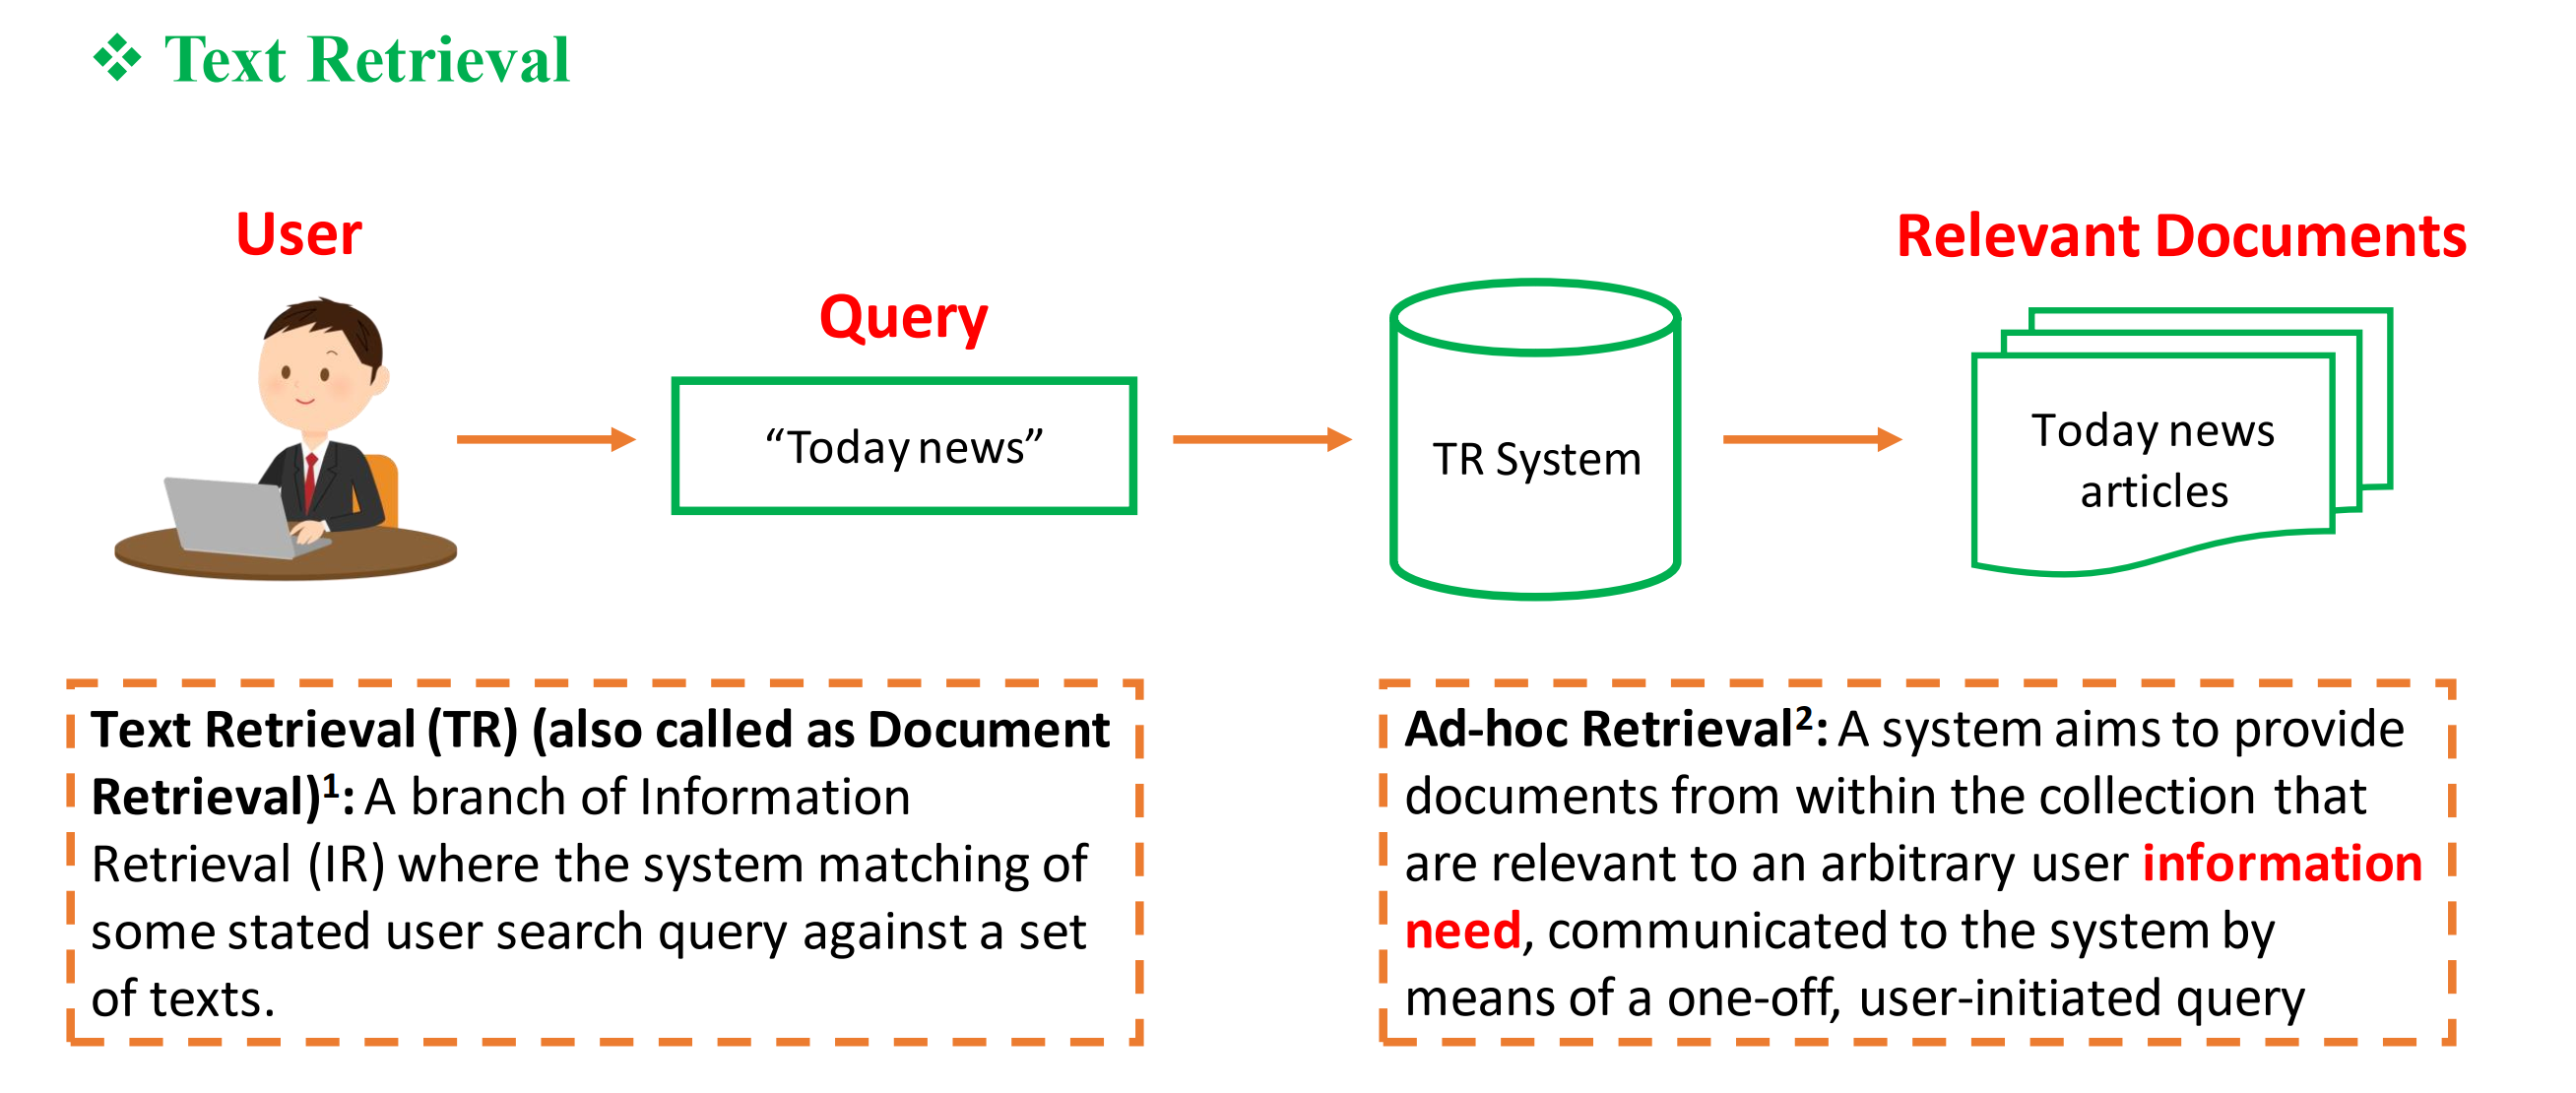 Text Retrieval
User
Relevant Documents
Query
“Today news”
TR System
Today news
articles
Text Retrieval (TR) (also called as Document
Retrieval)¹: A branch of Information
Retrieval (IR) where the system matching of
some stated user search query against a set
of texts.
Ad-hoc Retrieval²: A system aims to provide
documents from within the collection that
are relevant to an arbitrary user information
need, communicated to the system by
means of a one-off, user-initiated query